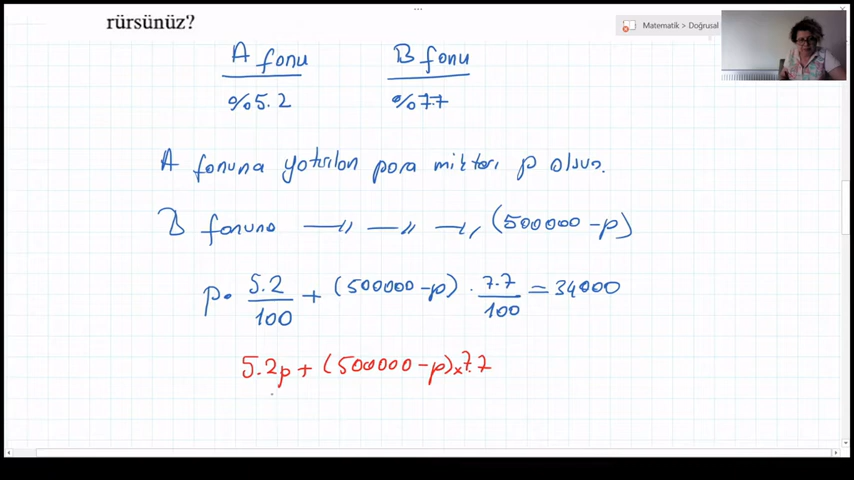 rürsünüz?
Matematik > Doğrusal
A fonu B fonu
%5.2 %7.7
A fonuna yatırılan para miktarı p olsun.
B fonuna —〃 —〃 —〃 (500000-p)
p. 5.2/100 + (500000-p) . 7.7/100 = 34000
5.2p + (500000-p)x7.7